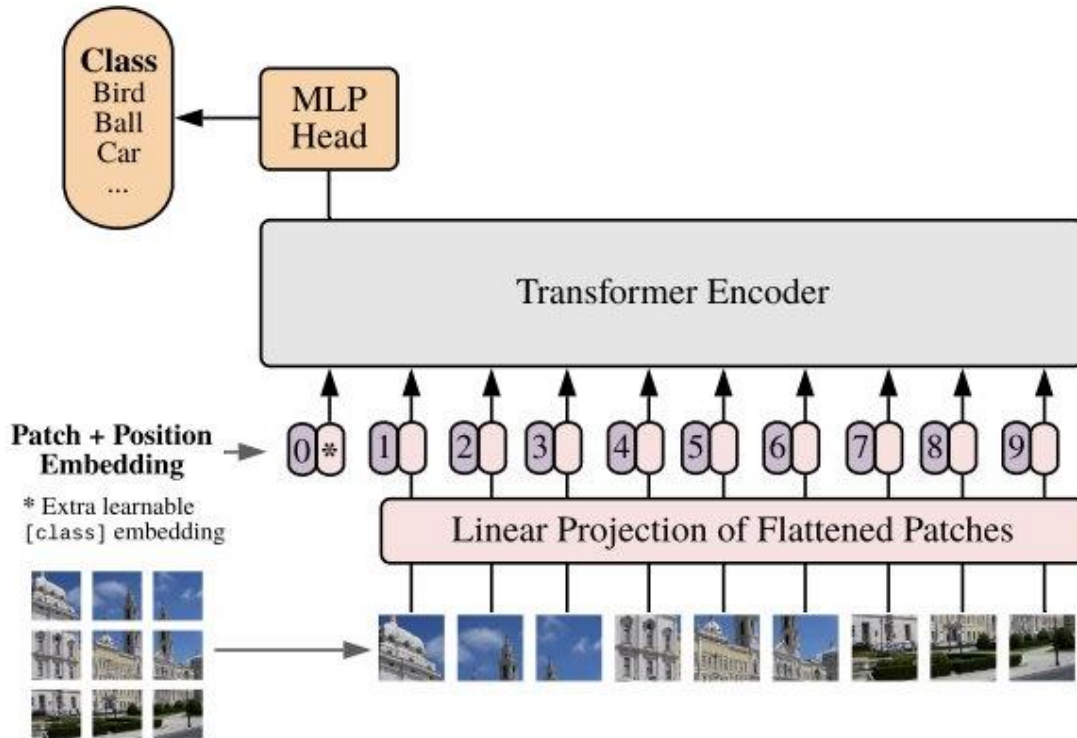 Class
Bird
Ball
Car
...
MLP
Head
Transformer Encoder
Patch + Position
Embedding
0 * 1 2 3 4 5 6 7 8 9
* Extra learnable
[class] embedding
Linear Projection of Flattened Patches